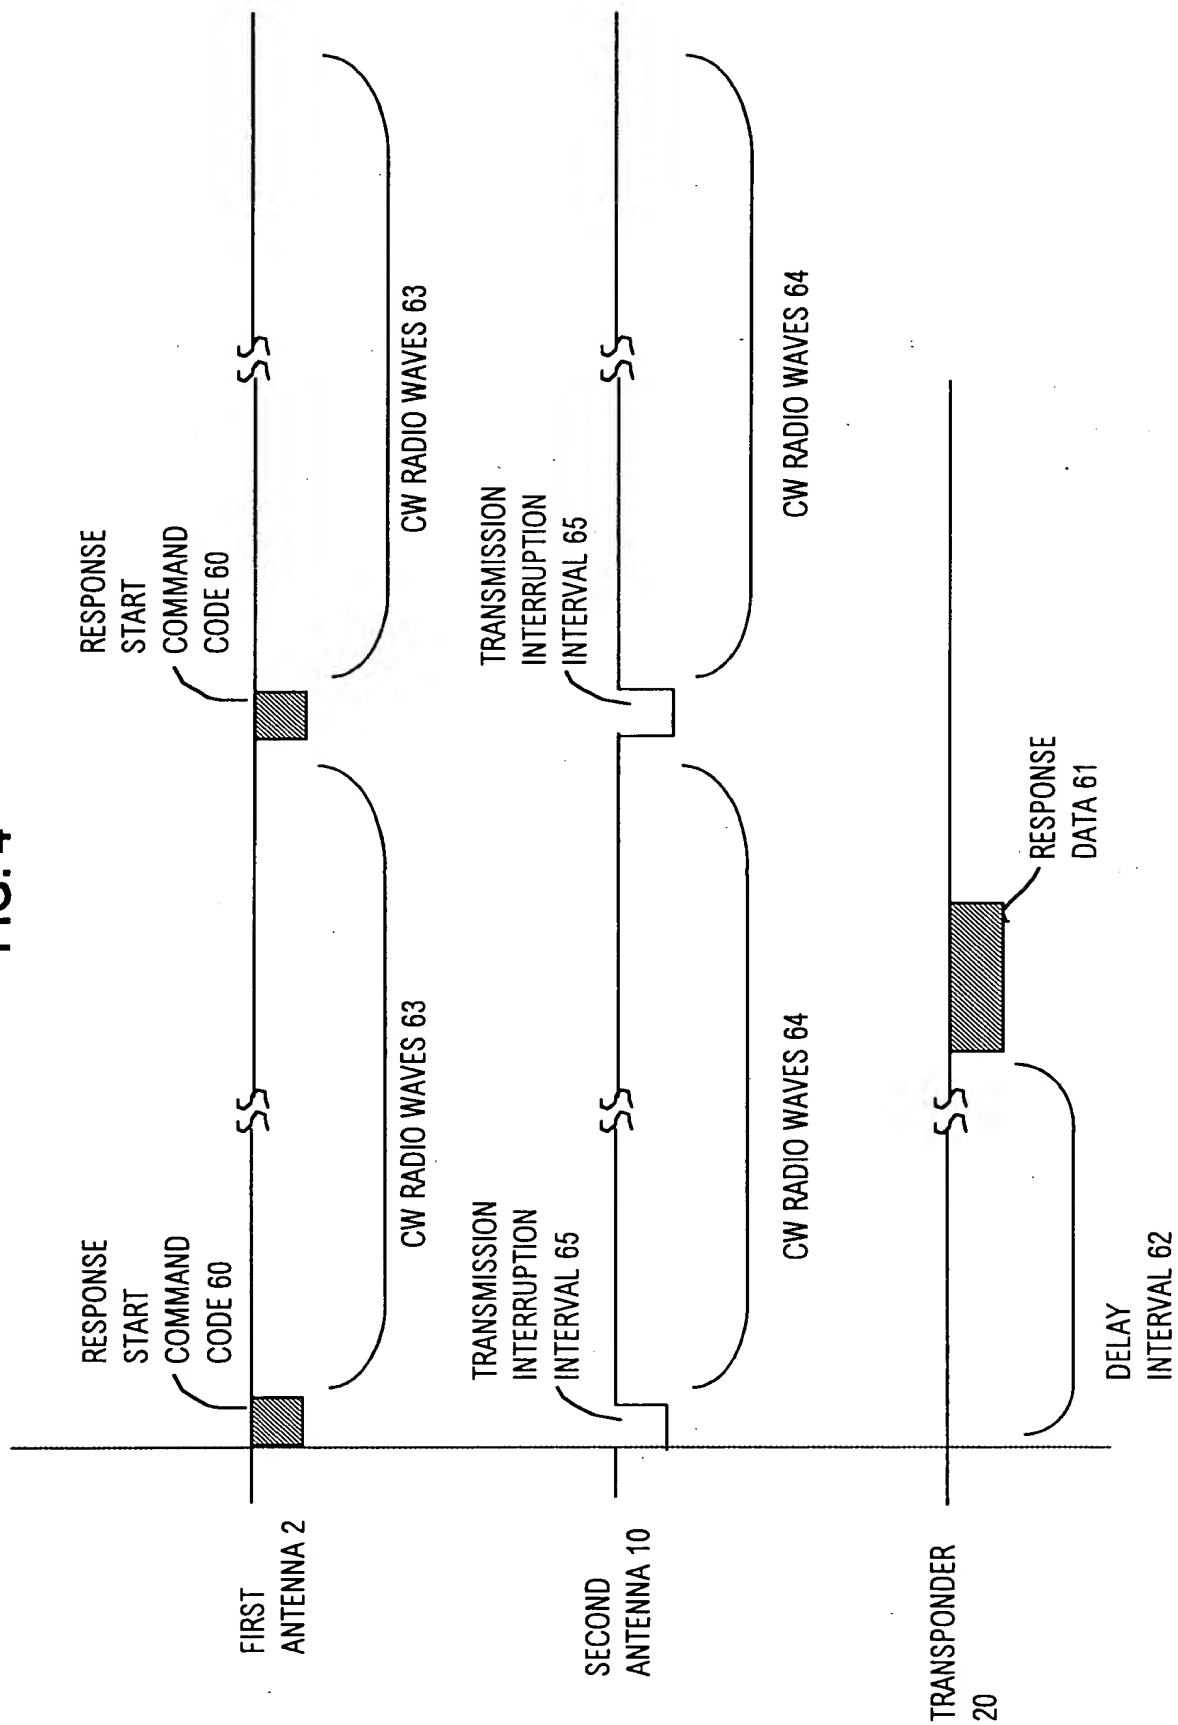 FIG. 4
FIRST
ANTENNA 2
RESPONSE
START
COMMAND
CODE 60
CW RADIO WAVES 63
RESPONSE
START
COMMAND
CODE 60
CW RADIO WAVES 63
SECOND
ANTENNA 10
TRANSMISSION
INTERRUPTION
INTERVAL 65
CW RADIO WAVES 64
TRANSMISSION
INTERRUPTION
INTERVAL 65
CW RADIO WAVES 64
TRANSPONDER
20
DELAY
INTERVAL 62
RESPONSE
DATA 61